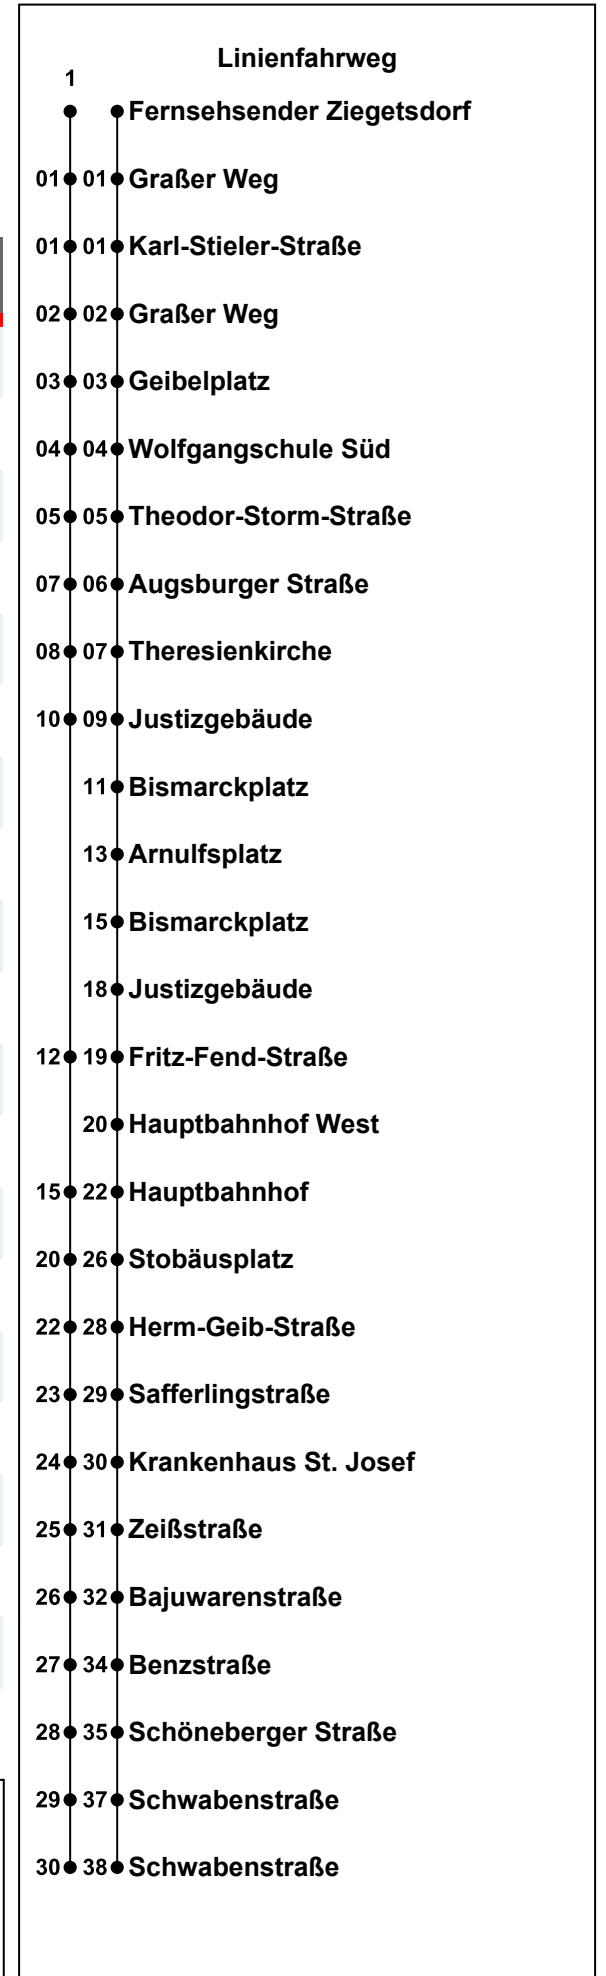 Linienfahrweg
1
Fernsehsender Ziegetsdorf
01 01 Graßer Weg
01 01 Karl-Stieler-Straße
02 02 Graßer Weg
03 03 Geibelplatz
04 04 Wolfgangschule Süd
05 05 Theodor-Storm-Straße
07 06 Augsburger Straße
08 07 Theresienkirche
10 09 Justizgebäude
11 Bismarckplatz
13 Arnulfsplatz
15 Bismarckplatz
18 Justizgebäude
12 19 Fritz-Fend-Straße
20 Hauptbahnhof West
15 22 Hauptbahnhof
20 26 Stobäusplatz
22 28 Herm-Geib-Straße
23 29 Safferlingstraße
24 30 Krankenhaus St. Josef
25 31 Zeißstraße
26 32 Bajuwarenstraße
27 34 Benzstraße
28 35 Schöneberger Straße
29 37 Schwabenstraße
30 38 Schwabenstraße